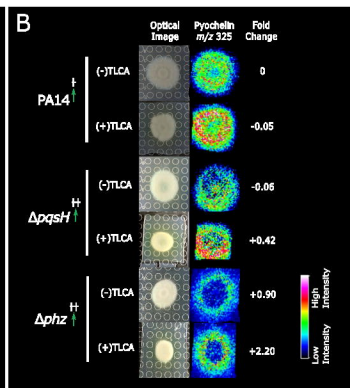 B
Optical Image
Pyochelin m/z 325
Fold Change
PA14
(-)TLCA
0
(+)TLCA
-0.05
ΔpqsH
(-)TLCA
-0.06
(+)TLCA
+0.42
Δphz
(-)TLCA
+0.90
(+)TLCA
+2.20
High Intensity
Low Intensity